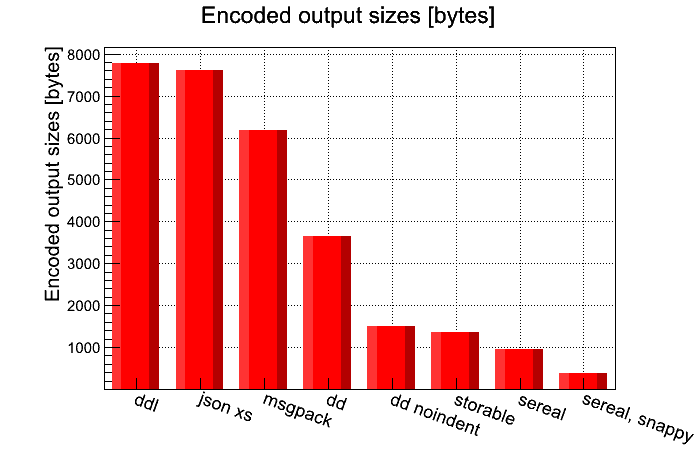 Encoded output sizes [bytes]
Encoded output sizes [bytes]
8000
7000
6000
5000
4000
3000
2000
1000
ddl
json xs
msgpack
dd
dd noindent
storable
sereal
sereal, snappy